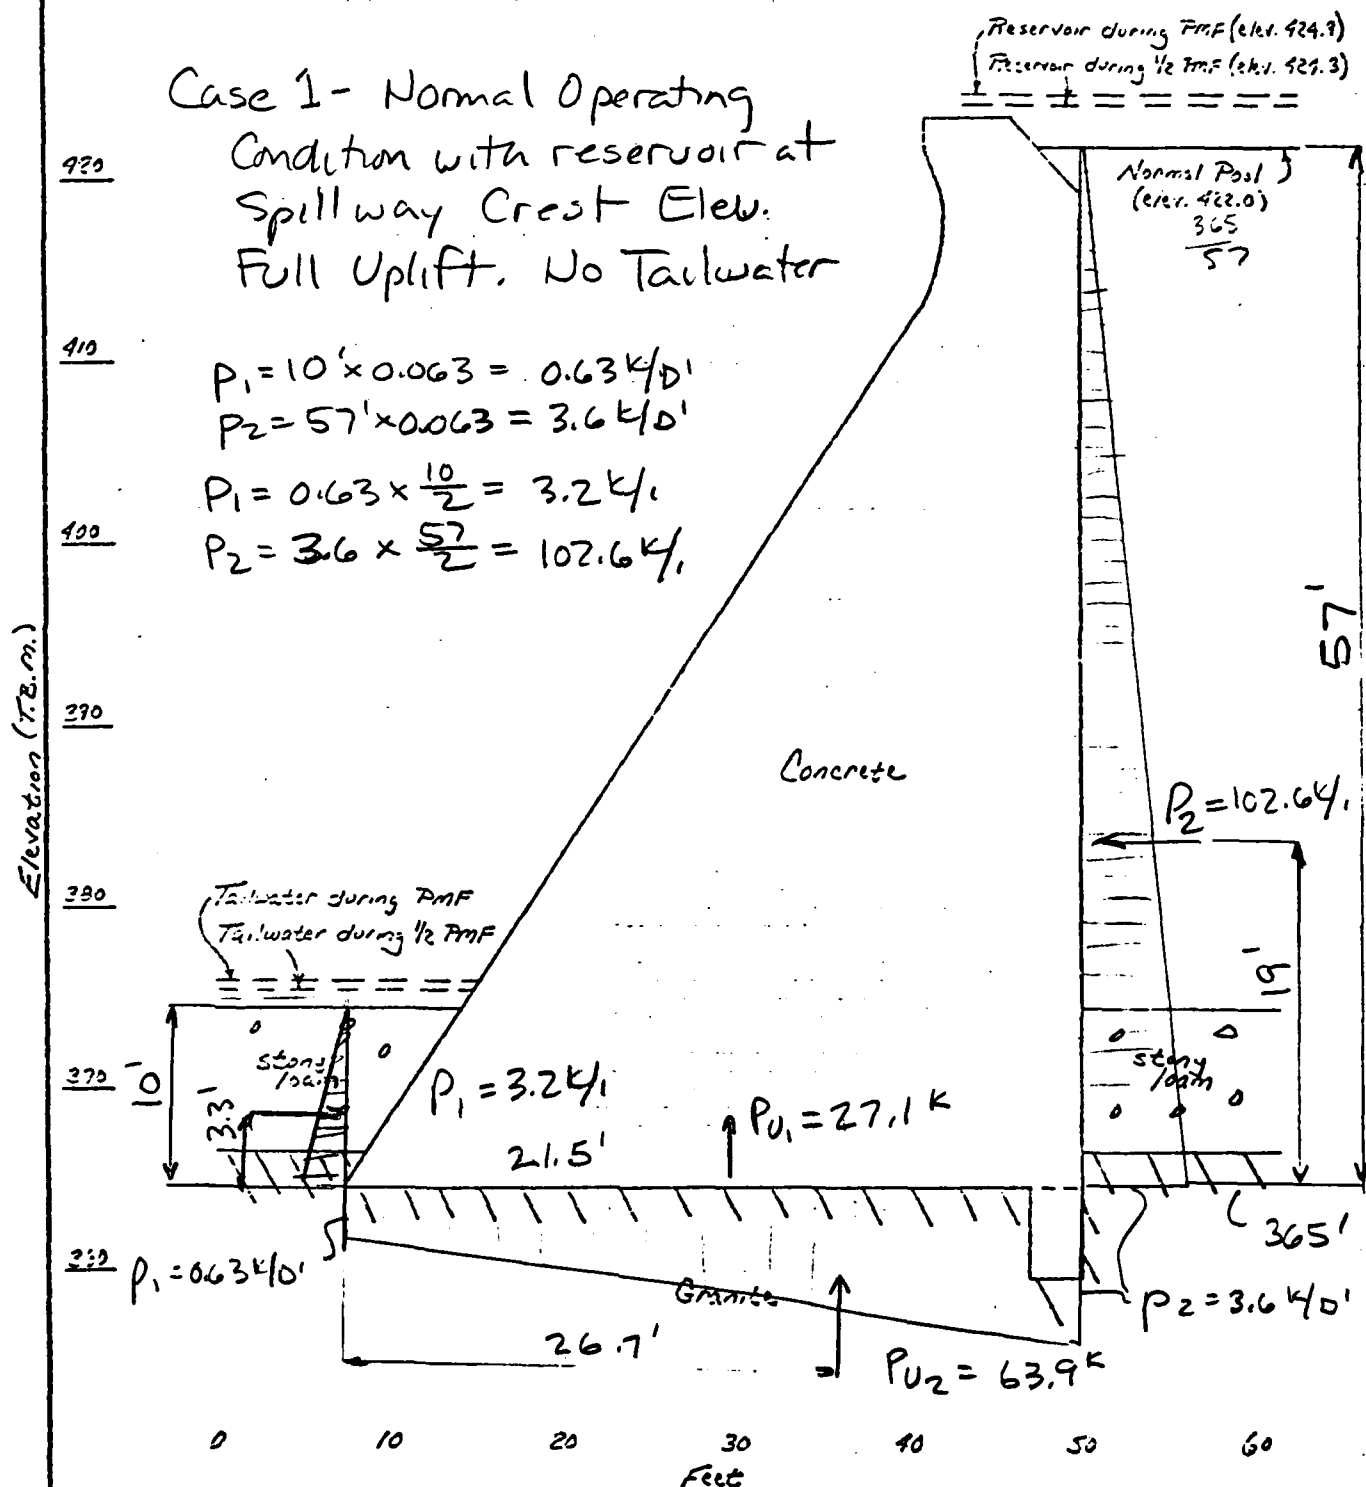 Reservoir during PMF (elev. 424.9)
Reservoir during 1/2 PMF (elev. 424.3)
Case 1 - Normal Operating
Condition with reservoir at
Spillway Crest Elev.
Full Uplift. No Tailwater
Normal Pool
(elev. 422.0)
365
57
p₁ = 10' x 0.063 = 0.63 K/□'
p₂ = 57' x 0.063 = 3.6 K/□'
P₁ = 0.63 x 10/2 = 3.2 K/'
P₂ = 3.6 x 57/2 = 102.6 K/'
Elevation (T.B.M.)
420
410
400
390
380
370
360
57'
Concrete
P₂ = 102.6 K/'
19'
Tailwater during PMF
Tailwater during 1/2 PMF
10'
3.3'
stony
loam
P₁ = 3.2 K/'
21.5'
PU₁ = 27.1 K
stony
loam
365'
p₁ = 0.63 K/□'
Granite
p₂ = 3.6 K/□'
26.7'
PU₂ = 63.9 K
0 10 20 30 40 50 60
Feet